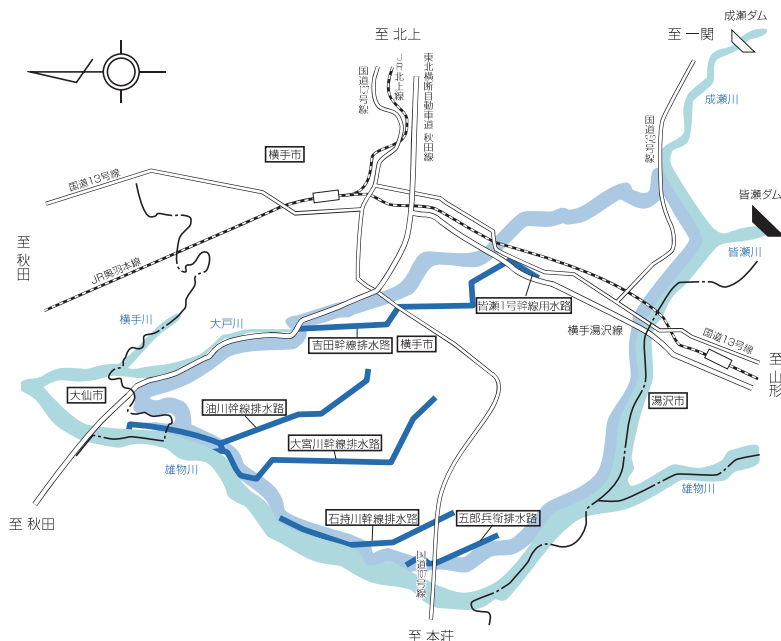 成瀬ダム
至 北上
至 一関
国道107号線
JR北上線
東北横断自動車道 秋田線
成瀬川
国道398号線
横手市
国道13号線
皆瀬ダム
至 秋田
皆瀬川
JR奥羽本線
皆瀬1号幹線用水路
横手川
大戸川
横手湯沢線
国道13号線
吉田幹線排水路
横手市
至 山形
大仙市
油川幹線排水路
湯沢市
大宮川幹線排水路
雄物川
雄物川
石持川幹線排水路
五郎兵衛排水路
至 秋田
国道107号線
至 本荘